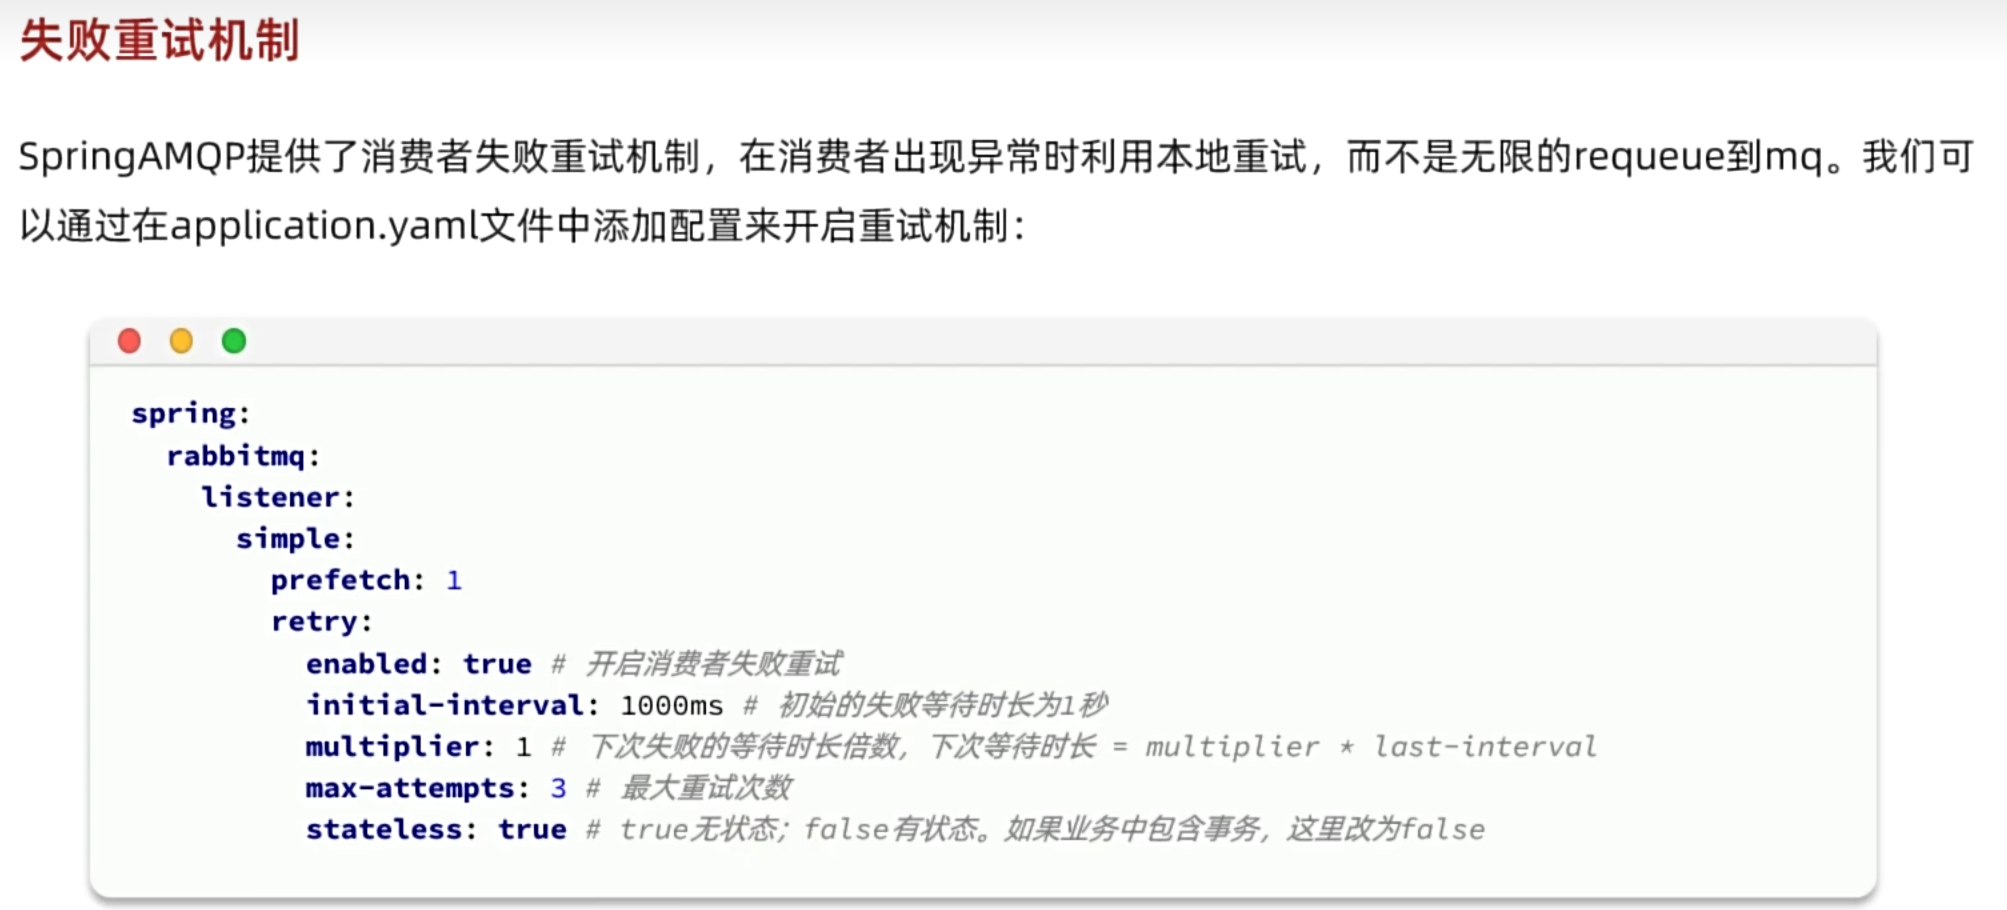 失败重试机制
SpringAMQP提供了消费者失败重试机制，在消费者出现异常时利用本地重试，而不是无限的requeue到mq。我们可
以通过在application.yaml文件中添加配置来开启重试机制：
spring:
  rabbitmq:
    listener:
      simple:
        prefetch: 1
        retry:
          enabled: true # 开启消费者失败重试
          initial-interval: 1000ms # 初始的失败等待时长为1秒
          multiplier: 1 # 下次失败的等待时长倍数，下次等待时长 = multiplier * last-interval
          max-attempts: 3 # 最大重试次数
          stateless: true # true无状态；false有状态。如果业务中包含事务，这里改为false